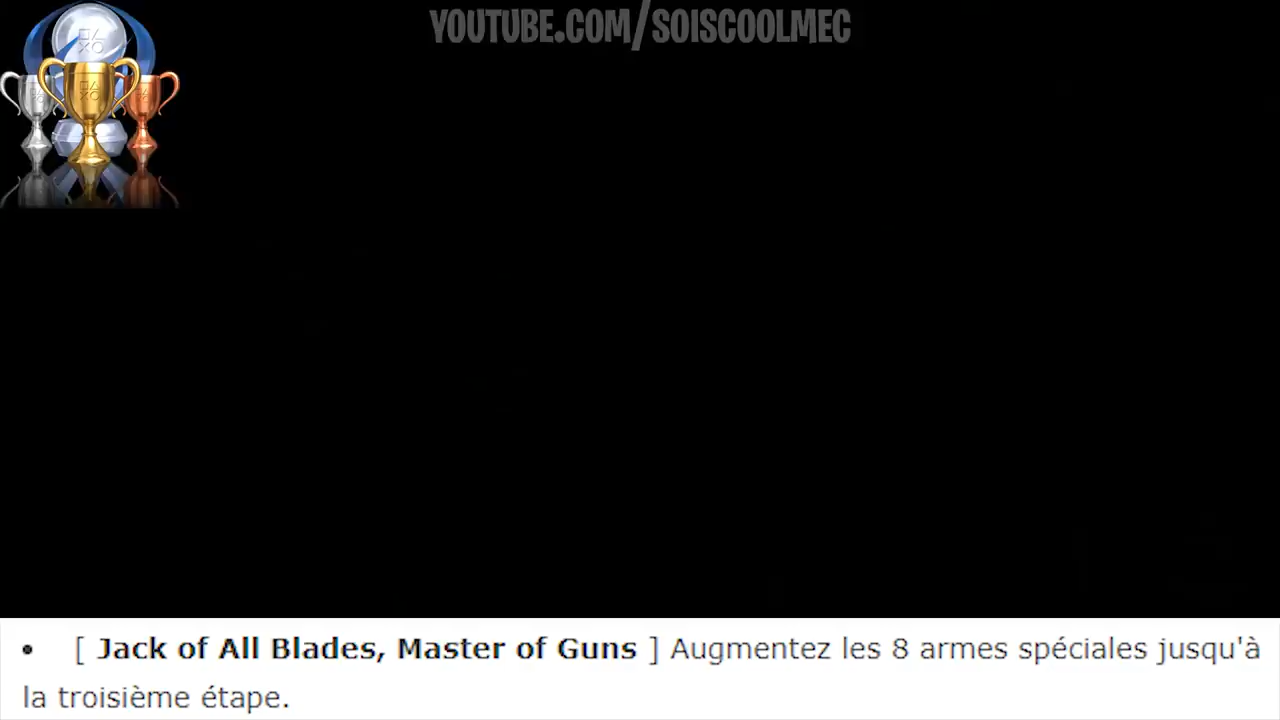 YOUTUBE.COM/SOISCOOLMEC
• [ Jack of All Blades, Master of Guns ] Augmentez les 8 armes spéciales jusqu'à
la troisième étape.